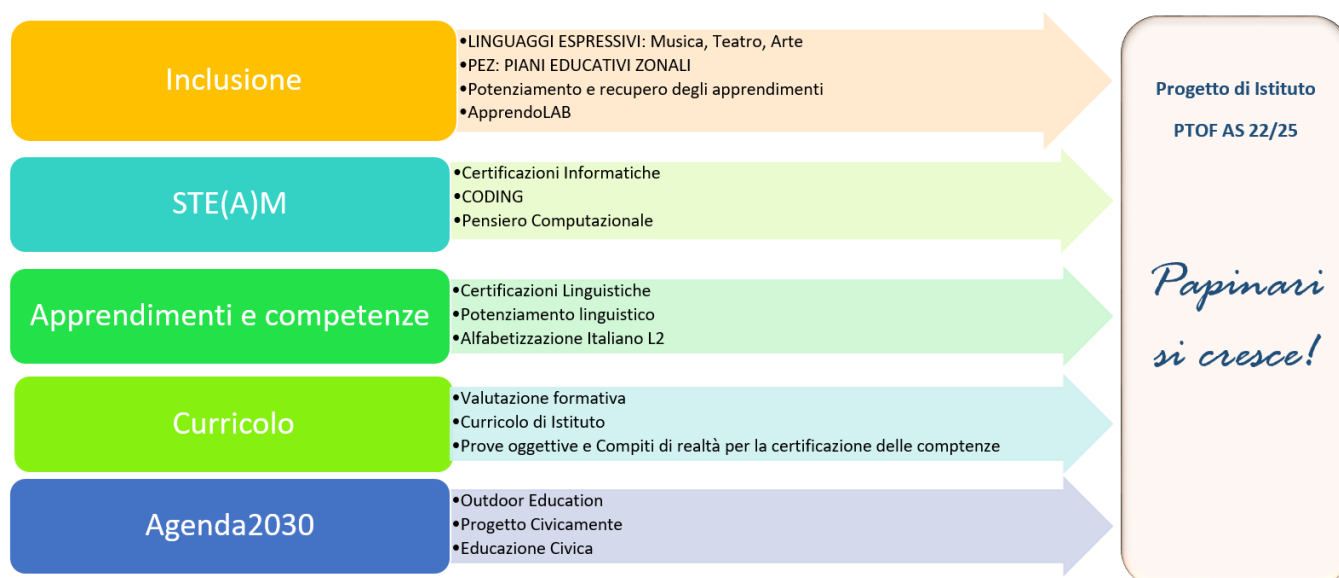 Inclusione
•LINGUAGGI ESPRESSIVI: Musica, Teatro, Arte
•PEZ: PIANI EDUCATIVI ZONALI
•Potenziamento e recupero degli apprendimenti
•ApprendoLAB
STE(A)M
•Certificazioni Informatiche
•CODING
•Pensiero Computazionale
Apprendimenti e competenze
•Certificazioni Linguistiche
•Potenziamento linguistico
•Alfabetizzazione Italiano L2
Curricolo
•Valutazione formativa
•Curricolo di Istituto
•Prove oggettive e Compiti di realtà per la certificazione delle comptenze
Agenda2030
•Outdoor Education
•Progetto Civicamente
•Educazione Civica
Progetto di Istituto
PTOF AS 22/25
Papinari
si cresce!